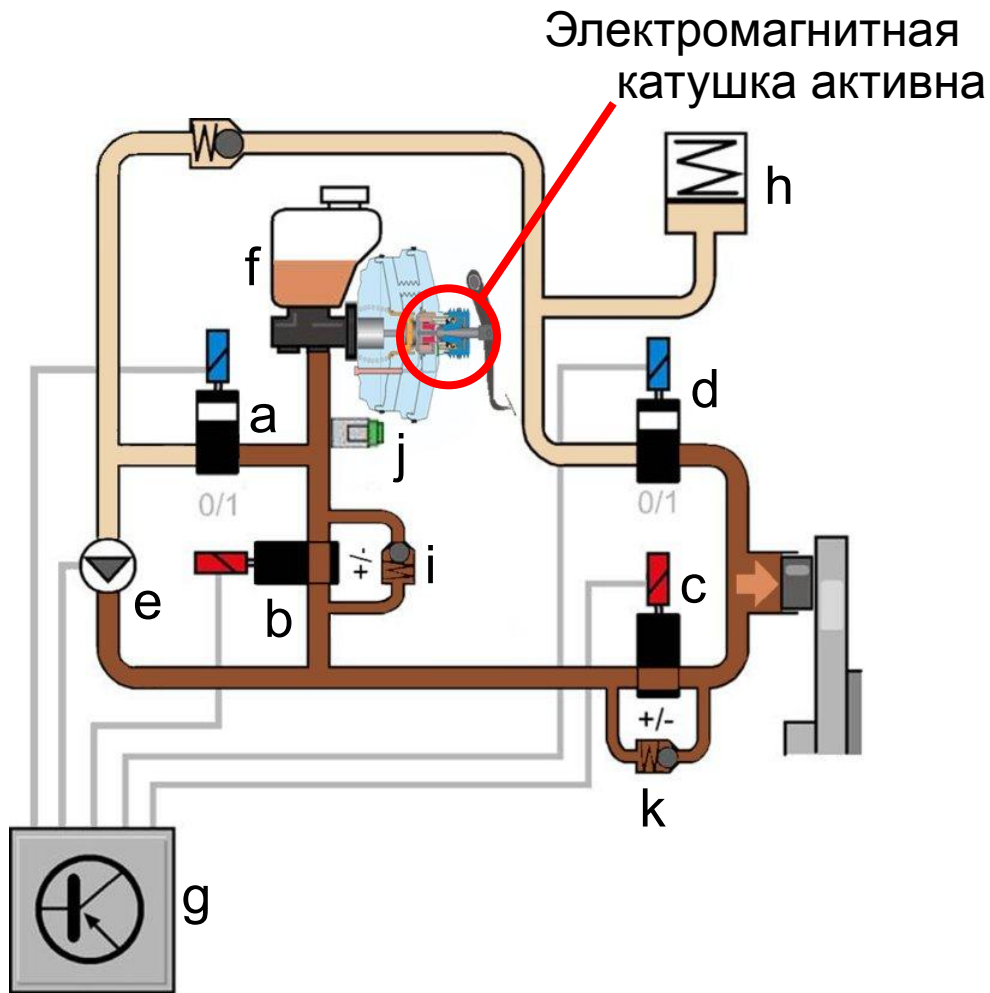 Электромагнитная
катушка активна
h
f
a
d
j
0/1
0/1
+/-
i
c
e
b
+/-
k
g